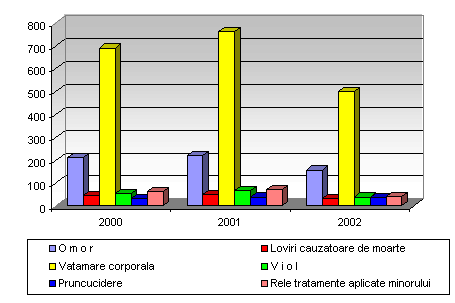 800
700
600
500
400
300
200
100
0
2000 2001 2002
O m o r Loviri cauzatoare de moarte
Vatamare corporala V i o l
Pruncucidere Rele tratamente aplicate minorului